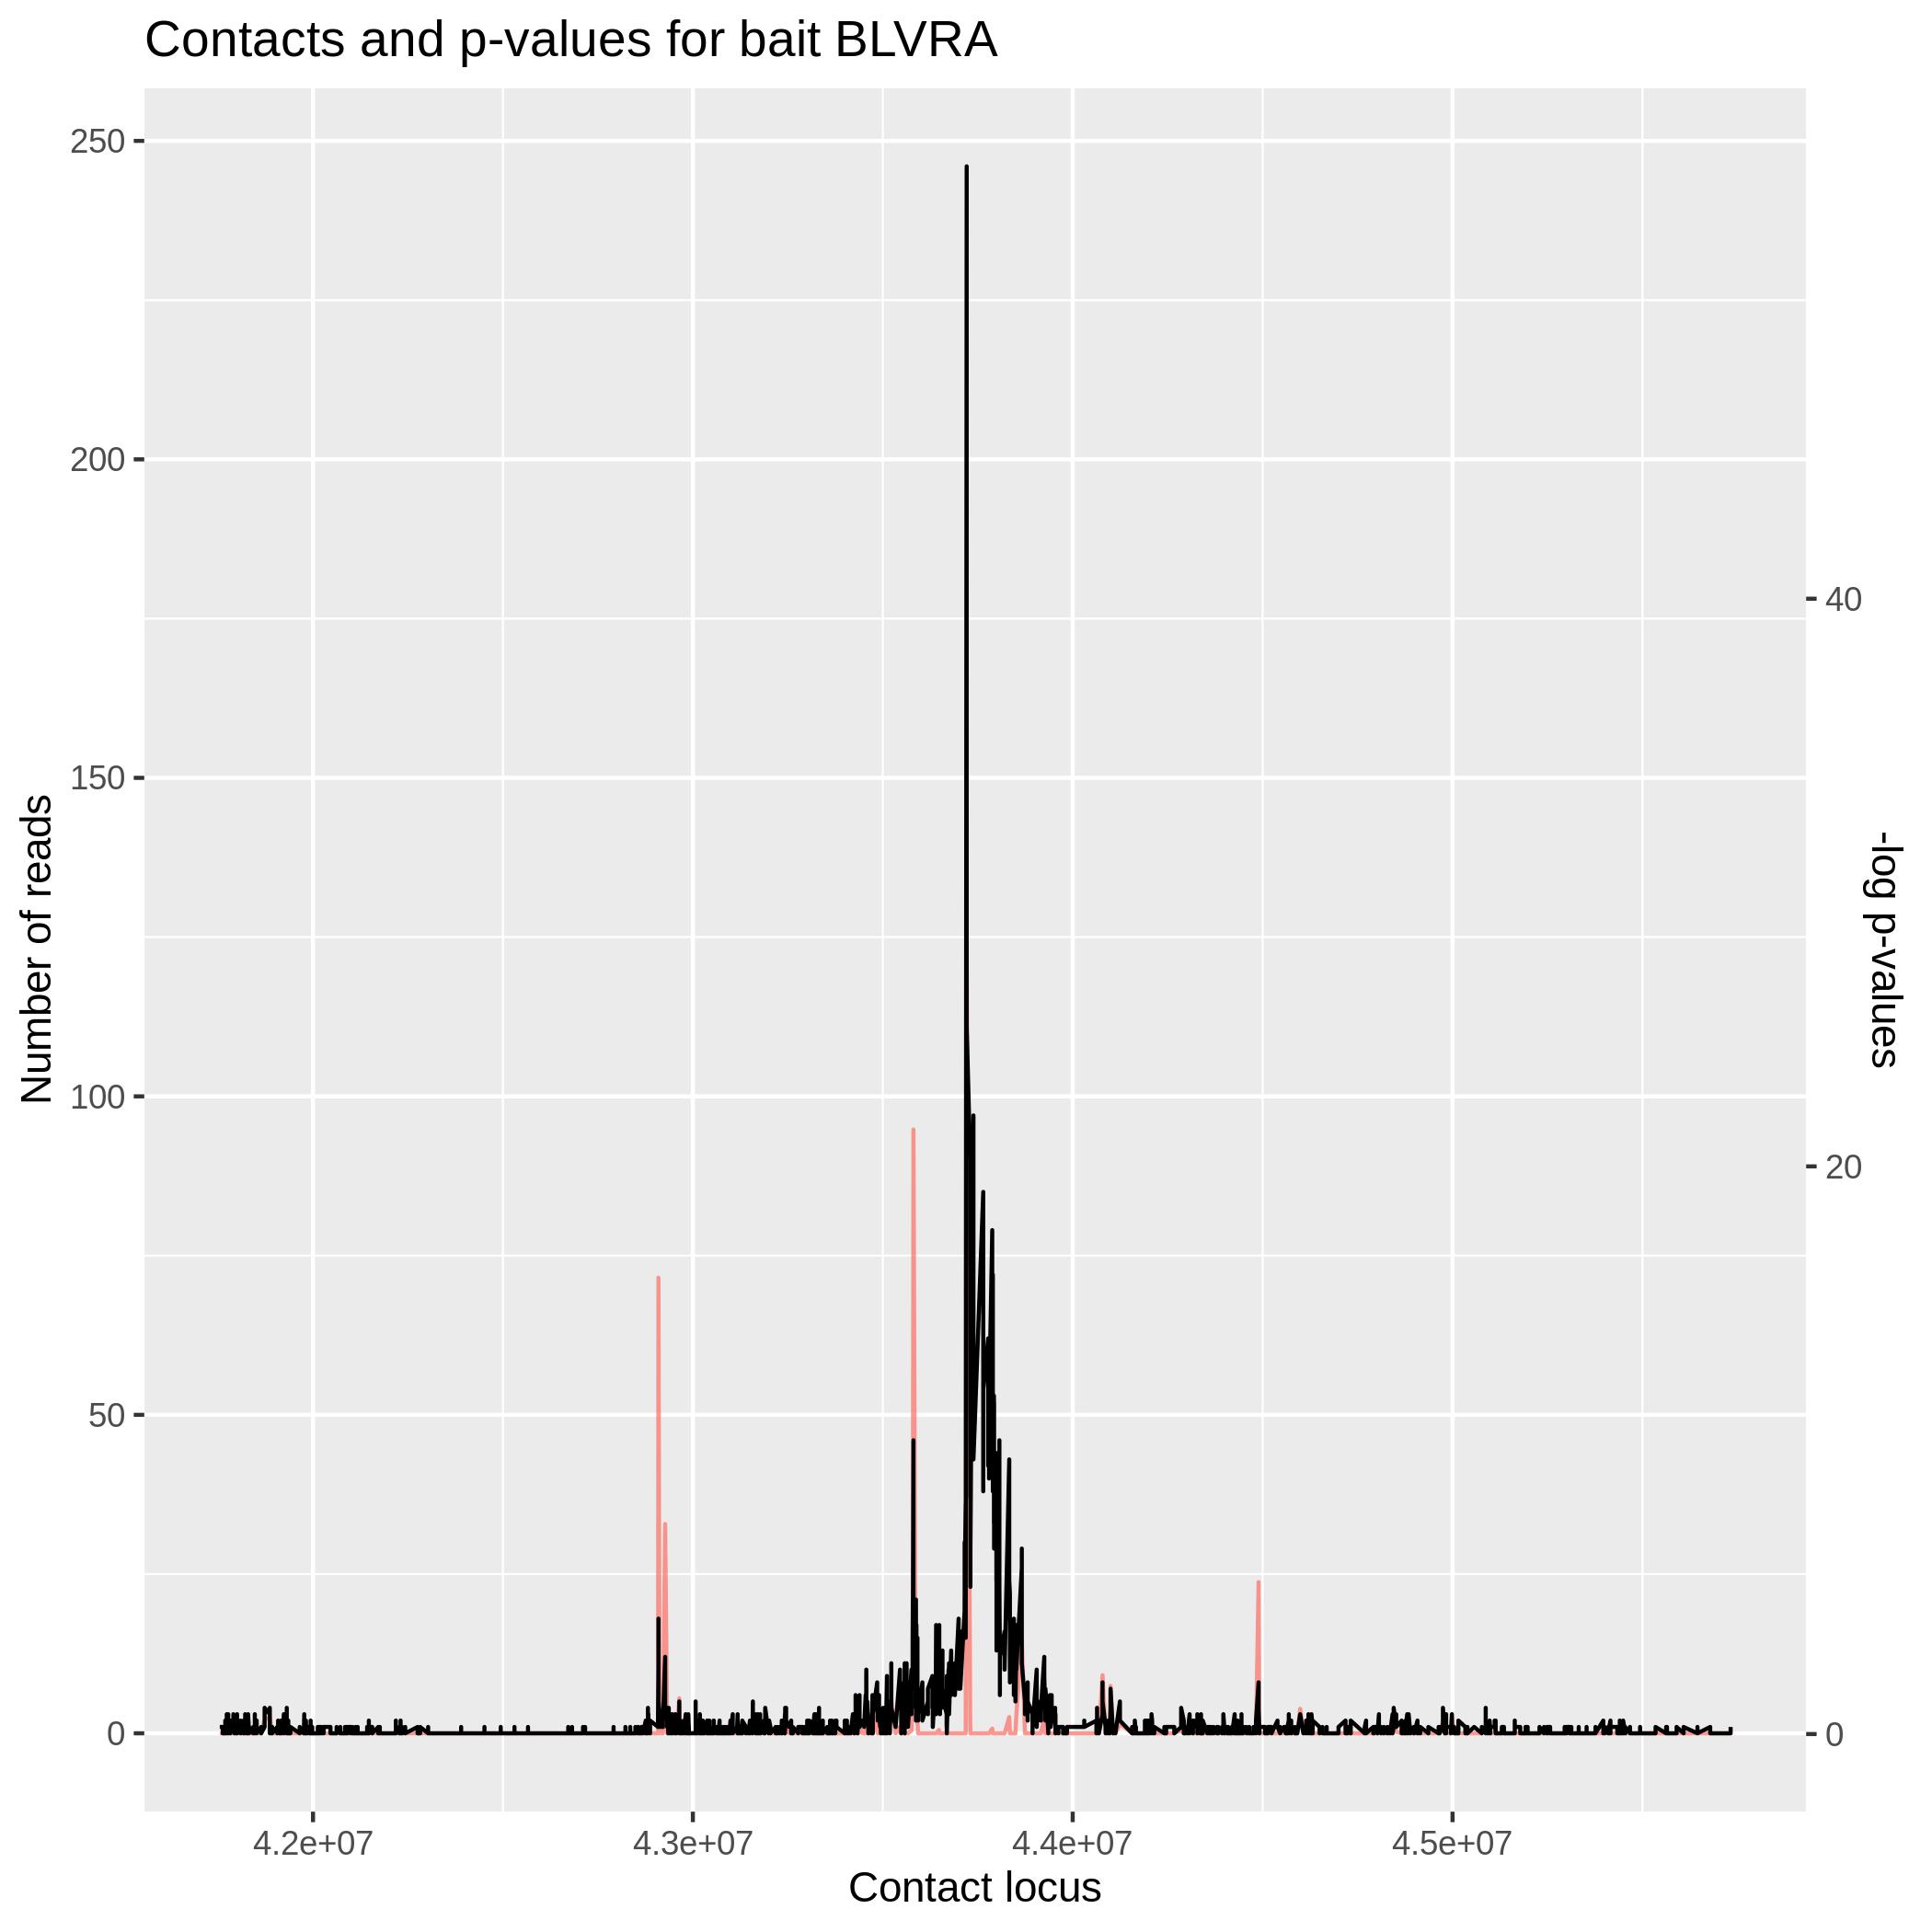 Contacts and p-values for bait BLVRA
250
200
150
100
50
0
Number of reads
40
20
0
-log p-values
4.2e+07
4.3e+07
4.4e+07
4.5e+07
Contact locus